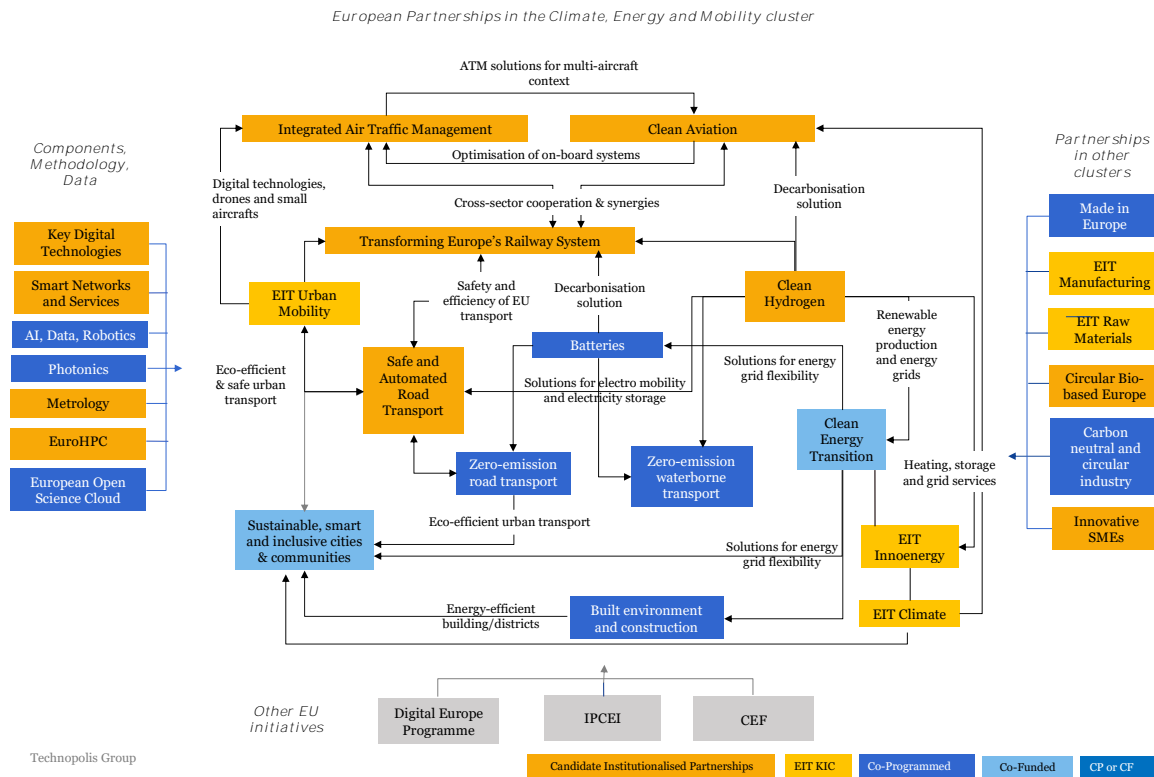 European Partnerships in the Climate, Energy and Mobility cluster
ATM solutions for multi-aircraft
context
Integrated Air Traffic Management
Clean Aviation
Optimisation of on-board systems
Components,
Methodology,
Data
Partnerships
in other
clusters
Digital technologies,
drones and small
aircrafts
Decarbonisation
solution
Cross-sector cooperation & synergies
Key Digital
Technologies
Smart Networks
and Services
AI, Data, Robotics
Photonics
Metrology
EuroHPC
European Open
Science Cloud
Transforming Europe's Railway System
EIT Urban
Mobility
Safety and
efficiency of EU
transport
Decarbonisation
solution
Clean
Hydrogen
Made in
Europe
EIT
Manufacturing
EIT Raw
Materials
Circular Bio-
based Europe
Carbon
neutral and
circular
industry
Innovative
SMEs
Renewable
energy
production
and energy
grids
Batteries
Eco-efficient
& safe urban
transport
Safe and
Automated
Road
Transport
Solutions for electro mobility
and electricity storage
Solutions for energy
grid flexibility
Clean
Energy
Transition
Zero-emission
road transport
Zero-emission
waterborne
transport
Heating, storage
and grid services
Sustainable, smart
and inclusive cities
& communities
Eco-efficient urban transport
Solutions for energy
grid flexibility
EIT
Innoenergy
EIT Climate
Energy-efficient
building/districts
Built environment
and construction
Other EU
initiatives
Digital Europe
Programme
IPCEI
CEF
Technopolis Group
Candidate Institutionalised Partnerships
EIT KIC
Co-Programmed
Co-Funded
CP or CF